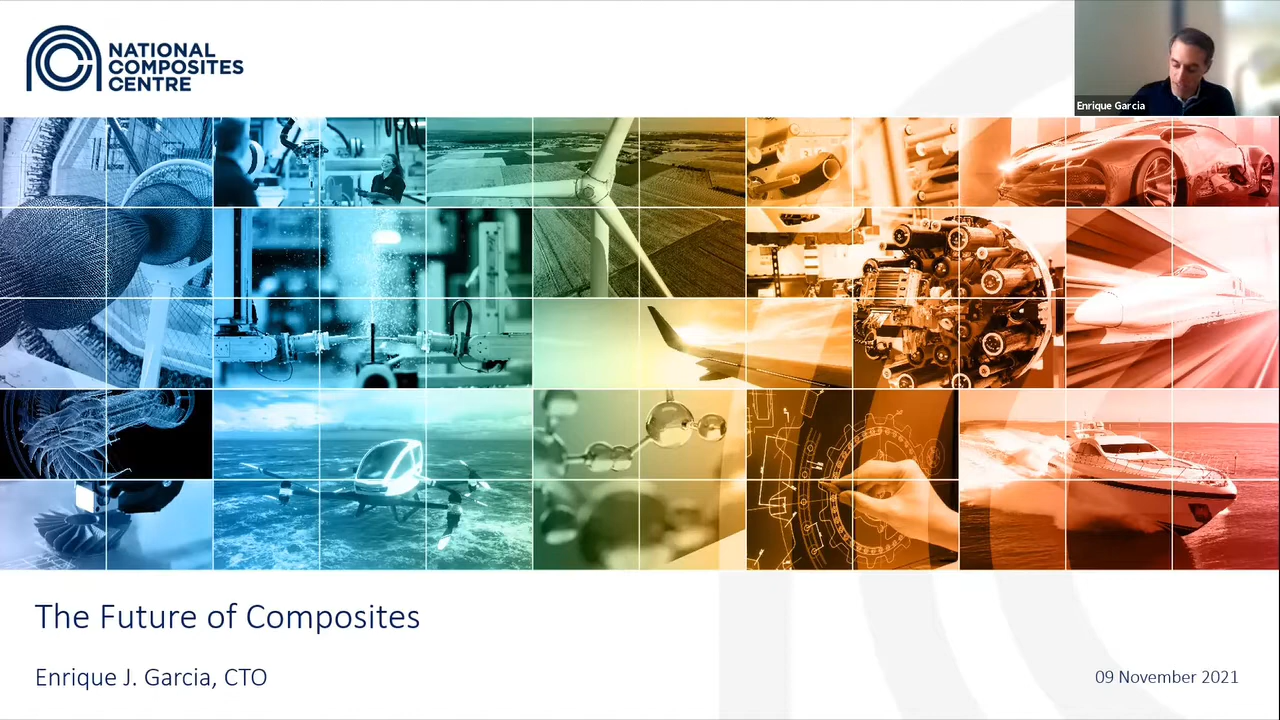 NATIONAL
COMPOSITES
CENTRE
Enrique Garcia
The Future of Composites
Enrique J. Garcia, CTO
09 November 2021